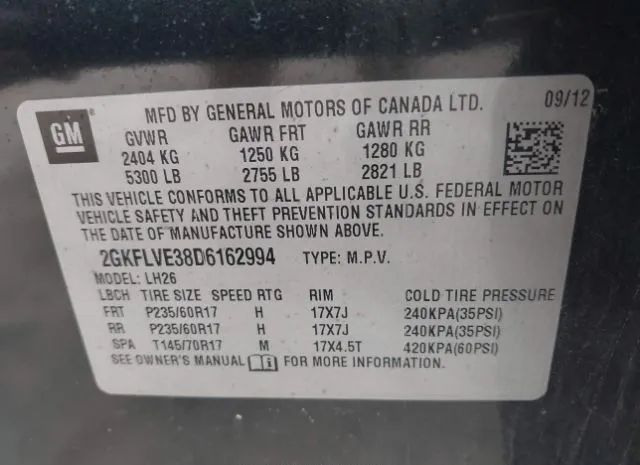 GM
MFD BY GENERAL MOTORS OF CANADA LTD. 09/12
GVWR GAWR FRT GAWR RR
2404 KG 1250 KG 1280 KG
5300 LB 2755 LB 2821 LB
THIS VEHICLE CONFORMS TO ALL APPLICABLE U.S. FEDERAL MOTOR
VEHICLE SAFETY AND THEFT PREVENTION STANDARDS IN EFFECT ON
THE DATE OF MANUFACTURE SHOWN ABOVE.
2GKFLVE38D6162994 TYPE: M.P.V.
MODEL: LH26
LBCH TIRE SIZE SPEED RTG RIM COLD TIRE PRESSURE
FRT P235/60R17 H 17X7J 240KPA(35PSI)
RR P235/60R17 H 17X7J 240KPA(35PSI)
SPA T145/70R17 M 17X4.5T 420KPA(60PSI)
SEE OWNER'S MANUAL i FOR MORE INFORMATION.